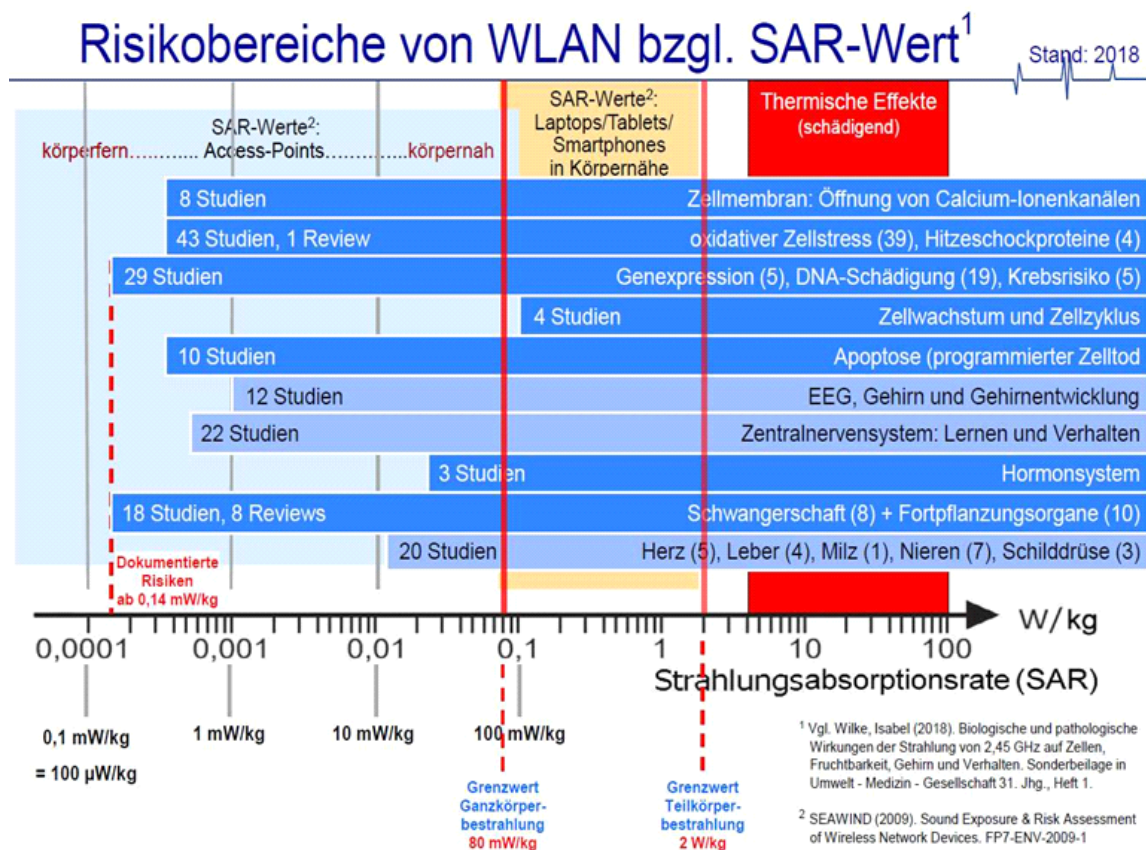 Risikobereiche von WLAN bzgl. SAR-Wert1
Stand: 2018
SAR-Werte2:
körperfern.....….... Access-Points……….....körpernah
SAR-Werte2:
Laptops/Tablets/
Smartphones
in Körpernähe
Thermische Effekte
(schädigend)
8 Studien Zellmembran: Öffnung von Calcium-Ionenkanälen
43 Studien, 1 Review oxidativer Zellstress (39), Hitzeschockproteine (4)
29 Studien Genexpression (5), DNA-Schädigung (19), Krebsrisiko (5)
4 Studien Zellwachstum und Zellzyklus
10 Studien Apoptose (programmierter Zelltod
12 Studien EEG, Gehirn und Gehirnentwicklung
22 Studien Zentralnervensystem: Lernen und Verhalten
3 Studien Hormonsystem
18 Studien, 8 Reviews Schwangerschaft (8) + Fortpflanzungsorgane (10)
20 Studien Herz (5), Leber (4), Milz (1), Nieren (7), Schilddrüse (3)
Dokumentierte
Risiken
ab 0,14 mW/kg
W/kg
0,0001 0,001 0,01 0,1 1 10 100
Strahlungsabsorptionsrate (SAR)
0,1 mW/kg 1 mW/kg 10 mW/kg 100 mW/kg
= 100 µW/kg
Grenzwert
Ganzkörper-
bestrahlung
80 mW/kg
Grenzwert
Teilkörper-
bestrahlung
2 W/kg
1 Vgl. Wilke, Isabel (2018). Biologische und pathologische
Wirkungen der Strahlung von 2,45 GHz auf Zellen,
Fruchtbarkeit, Gehirn und Verhalten. Sonderbeilage in
Umwelt - Medizin - Gesellschaft 31. Jhg., Heft 1.
2 SEAWIND (2009). Sound Exposure & Risk Assessment
of Wireless Network Devices. FP7-ENV-2009-1